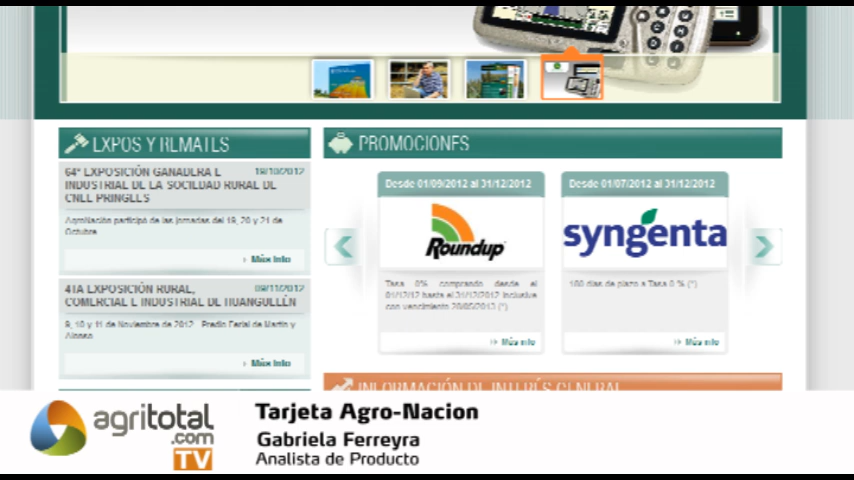 EXPOS Y REMATES
64° EXPOSICIÓN GANADERA E
19/10/2012
INDUSTRIAL DE LA SOCIEDAD RURAL DE
CNEL PRINGLES
AgroNación participó de las jornadas del 19, 20 y 21 de
Octubre
Más Info
41A EXPOSICIÓN RURAL,
09/11/2012
COMERCIAL E INDUSTRIAL DE HUANGUELÉN
9, 10 y 11 de Noviembre de 2012 Predio Ferial de Martín y
Alonso
Más Info
PROMOCIONES
Desde 01/09/2012 al 31/12/2012
Roundup
Tasa 0% comprando desde el
01/12/12 hasta el 31/12/2012 inclusive
con vencimiento 20/05/2013 (*)
Más info
Desde 01/07/2012 al 31/12/2012
syngenta
180 días de plazo a Tasa 0 % (*)
Más info
INFORMACIÓN DE INTERÉS GENERAL
agritotal
.com
TV
Tarjeta Agro-Nacion
Gabriela Ferreyra
Analista de Producto